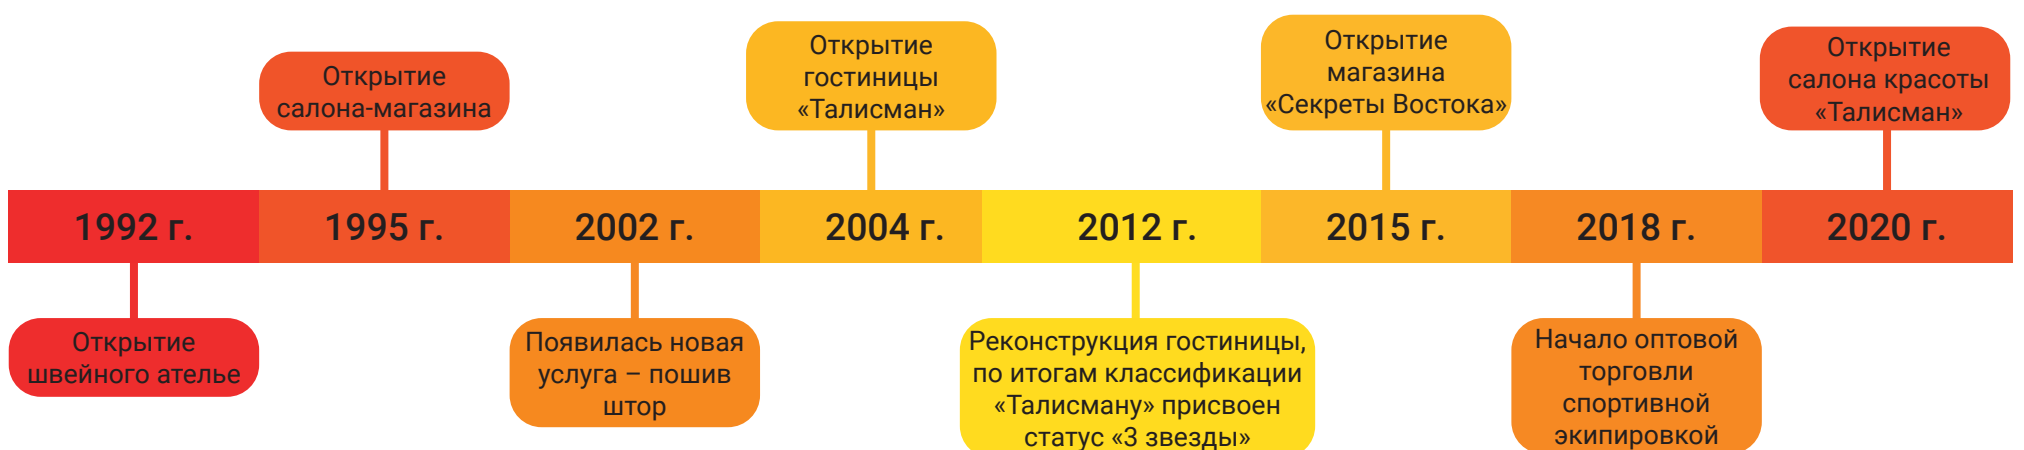 Открытие
салона-магазина
Открытие
гостиницы
«Талисман»
Открытие
магазина
«Секреты Востока»
Открытие
салона красоты
«Талисман»
1992 г.
1995 г.
2002 г.
2004 г.
2012 г.
2015 г.
2018 г.
2020 г.
Открытие
швейного ателье
Появилась новая
услуга – пошив
штор
Реконструкция гостиницы,
по итогам классификации
«Талисману» присвоен
статус «3 звезды»
Начало оптовой
торговли
спортивной
экипировкой